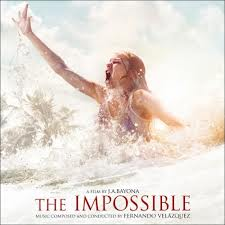 A FILM BY J.A.BAYONA
THE IMPOSSIBLE
MUSIC COMPOSED AND CONDUCTED BY FERNANDO VELÁZQUEZ